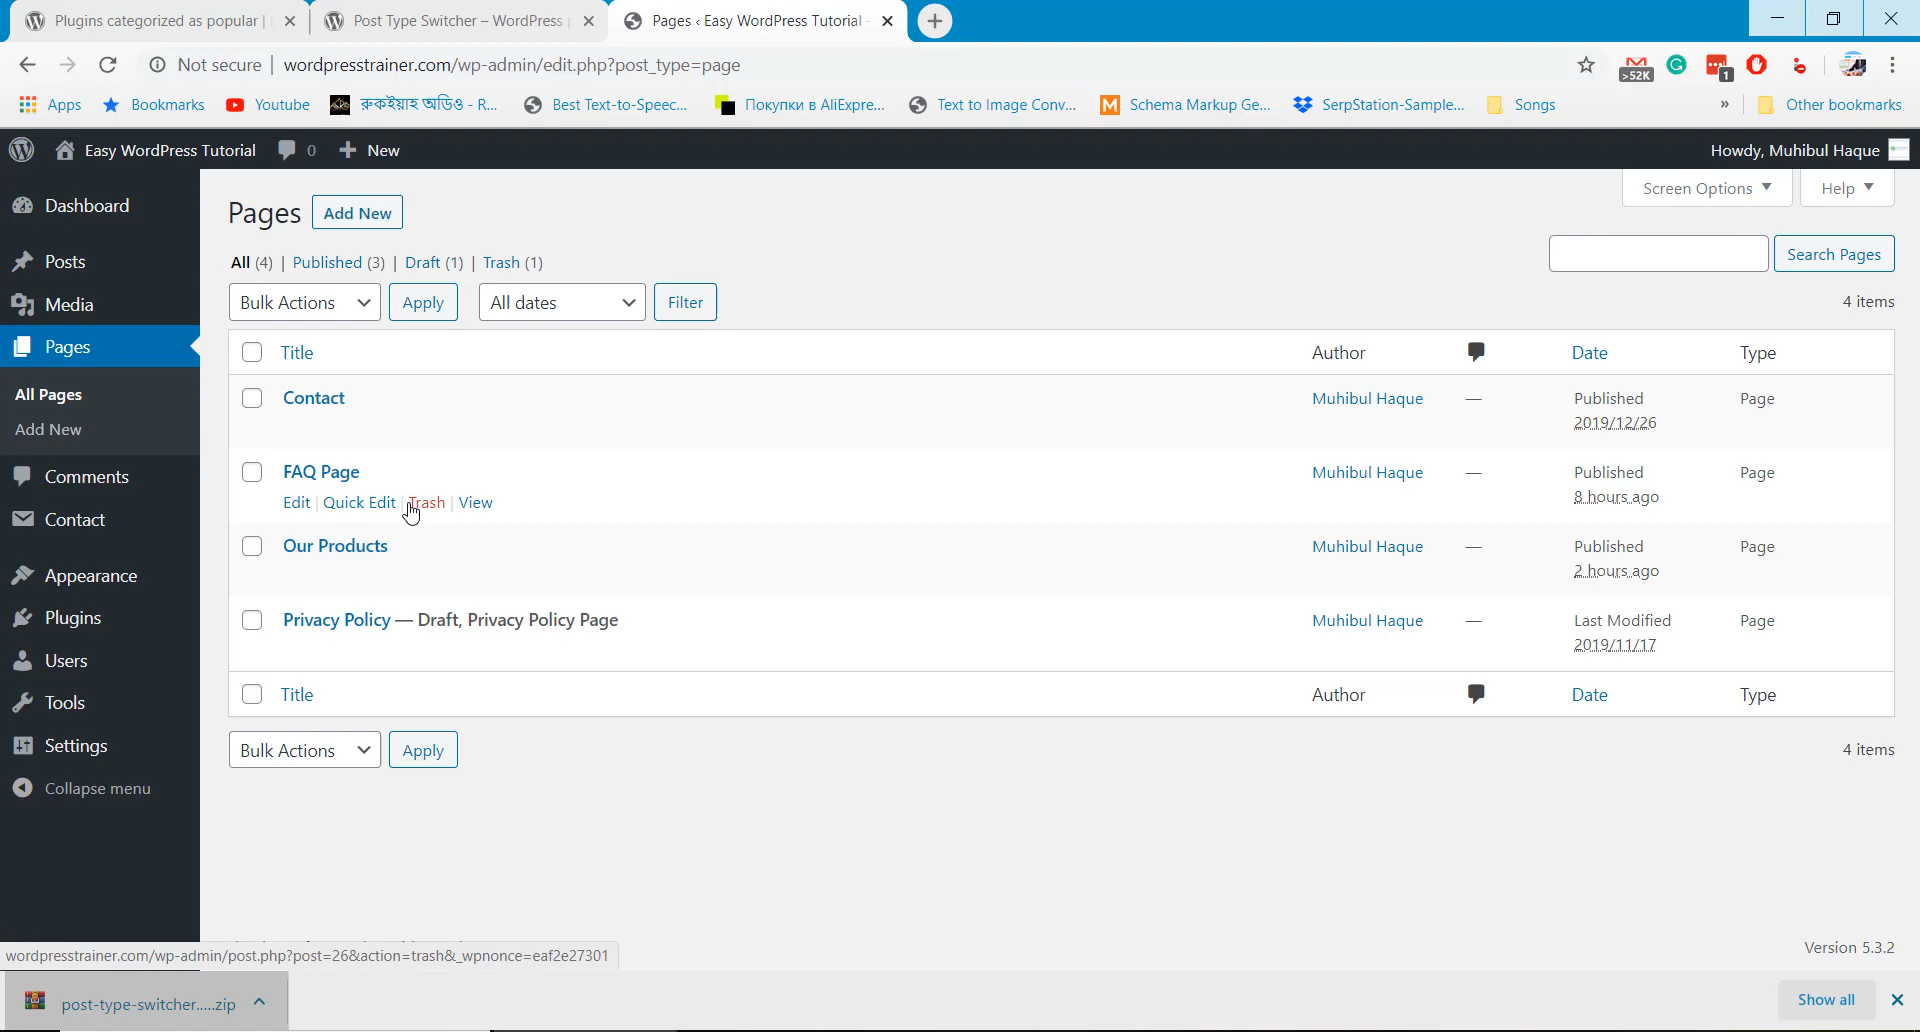 Plugins categorized as popular |
Post Type Switcher – WordPress
Pages ‹ Easy WordPress Tutorial
Not secure | wordpresstrainer.com/wp-admin/edit.php?post_type=page
>52K
1
Apps
Bookmarks
Youtube
রুকইয়াহ অডিও - R...
Best Text-to-Speec...
Покупки в AliExpre...
Text to Image Conv...
Schema Markup Ge...
SerpStation-Sample...
Songs
»
Other bookmarks
Easy WordPress Tutorial
0
New
Howdy, Muhibul Haque
Dashboard
Posts
Media
Pages
All Pages
Add New
Comments
Contact
Appearance
Plugins
Users
Tools
Settings
Collapse menu
Screen Options
Help
Pages
Add New
All (4) | Published (3) | Draft (1) | Trash (1)
Search Pages
Bulk Actions
Apply
All dates
Filter
4 items
Title
Author
Date
Type
Contact
Muhibul Haque
—
Published
2019/12/26
Page
FAQ Page
Edit | Quick Edit | Trash | View
Muhibul Haque
—
Published
8 hours ago
Page
Our Products
Muhibul Haque
—
Published
2 hours ago
Page
Privacy Policy — Draft, Privacy Policy Page
Muhibul Haque
—
Last Modified
2019/11/17
Page
Title
Author
Date
Type
Bulk Actions
Apply
4 items
Version 5.3.2
wordpresstrainer.com/wp-admin/post.php?post=26&action=trash&_wpnonce=eaf2e27301
post-type-switcher.....zip
Show all